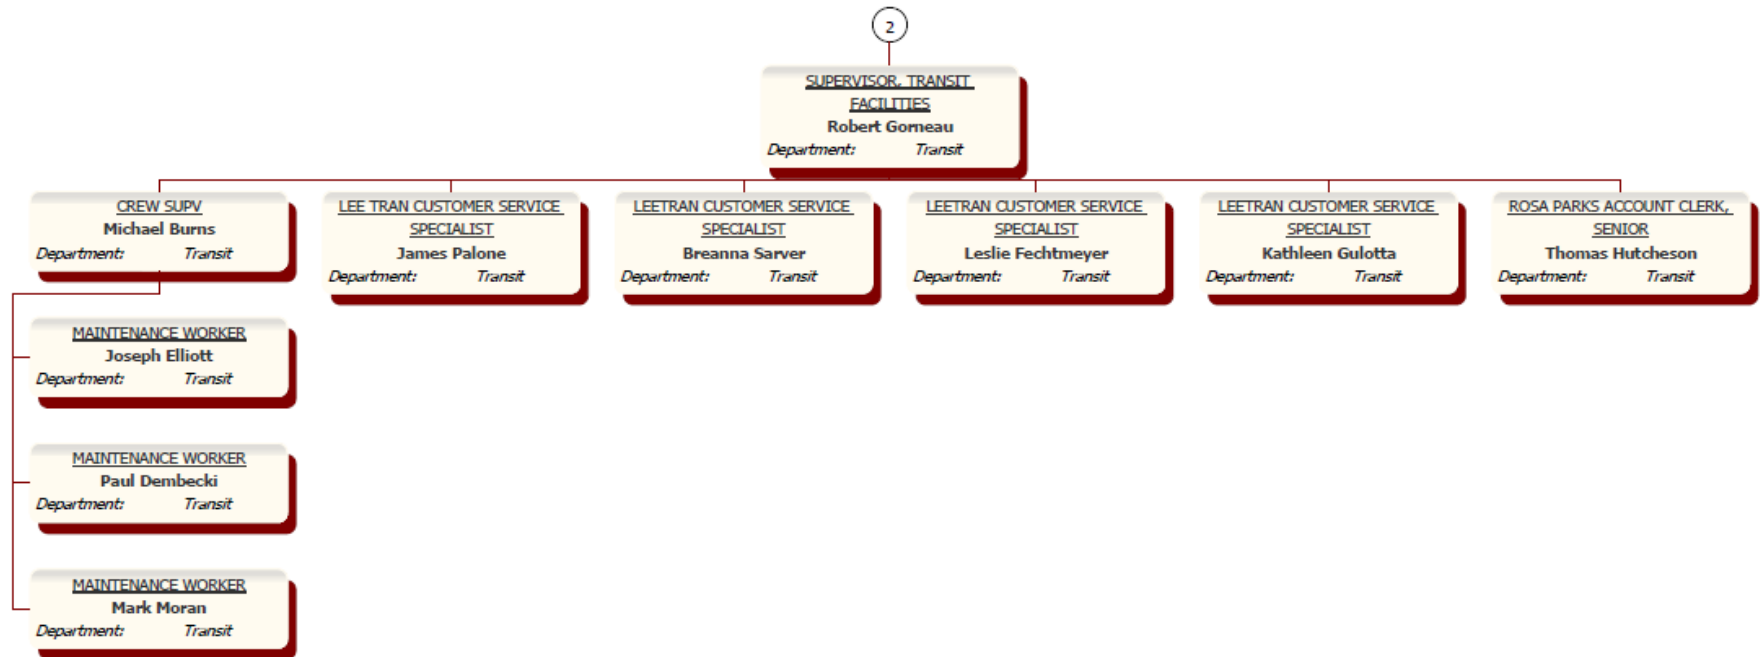 2
SUPERVISOR, TRANSIT
FACILITIES
Robert Gorneau
Department: Transit
CREW SUPV
Michael Burns
Department: Transit
LEE TRAN CUSTOMER SERVICE
SPECIALIST
James Palone
Department: Transit
LEETRAN CUSTOMER SERVICE
SPECIALIST
Breanna Sarver
Department: Transit
LEETRAN CUSTOMER SERVICE
SPECIALIST
Leslie Fechtmeyer
Department: Transit
LEETRAN CUSTOMER SERVICE
SPECIALIST
Kathleen Gulotta
Department: Transit
ROSA PARKS ACCOUNT CLERK,
SENIOR
Thomas Hutcheson
Department: Transit
MAINTENANCE WORKER
Joseph Elliott
Department: Transit
MAINTENANCE WORKER
Paul Dembecki
Department: Transit
MAINTENANCE WORKER
Mark Moran
Department: Transit